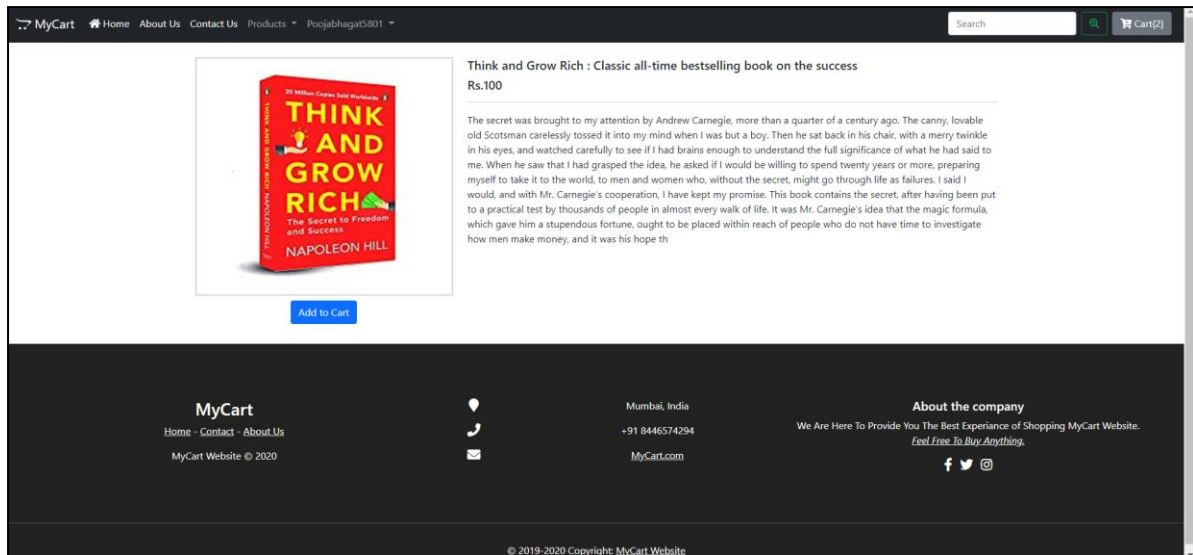 MyCart Home About Us Contact Us Products Poojabhagat5801 Search Cart(2)
20 Million Copies Sold Worldwide
THINK
AND
GROW
RICH
The Secret to Freedom
and Success
NAPOLEON HILL
THINK AND GROW RICH NAPOLEON HILL
Add to Cart
Think and Grow Rich : Classic all-time bestselling book on the success
Rs.100
The secret was brought to my attention by Andrew Carnegie, more than a quarter of a century ago. The canny, lovable
old Scotsman carelessly tossed it into my mind when I was but a boy. Then he sat back in his chair, with a merry twinkle
in his eyes, and watched carefully to see if I had brains enough to understand the full significance of what he had said to
me. When he saw that I had grasped the idea, he asked if I would be willing to spend twenty years or more, preparing
myself to take it to the world, to men and women who, without the secret, might go through life as failures. I said I
would, and with Mr. Carnegie's cooperation, I have kept my promise. This book contains the secret, after having been put
to a practical test by thousands of people in almost every walk of life. It was Mr. Carnegie's idea that the magic formula,
which gave him a stupendous fortune, ought to be placed within reach of people who do not have time to investigate
how men make money, and it was his hope th
MyCart
Home - Contact - About Us
MyCart Website © 2020
Mumbai, India
+91 8446574294
MyCart.com
About the company
We Are Here To Provide You The Best Experiance of Shopping MyCart Website.
Feel Free To Buy Anything.
© 2019-2020 Copyright: MyCart Website